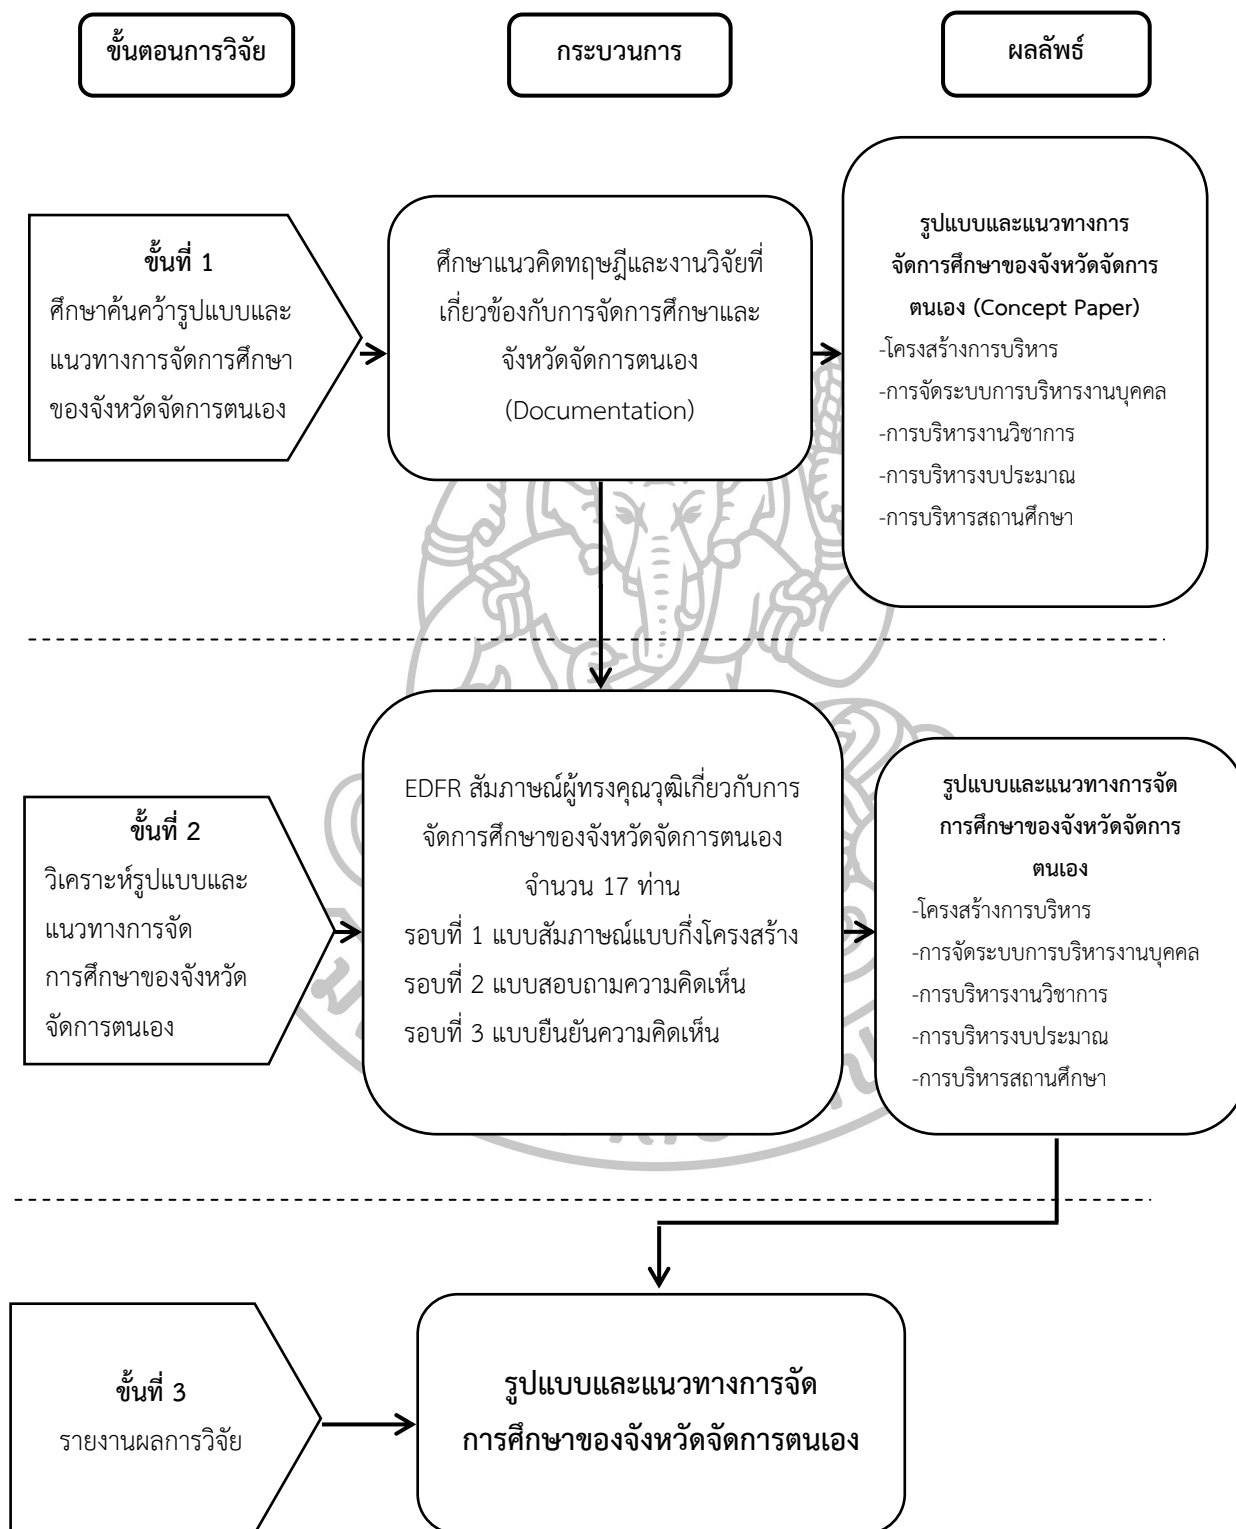 ขั้นตอนการวิจัย
กระบวนการ
ผลลัพธ์
ขั้นที่ 1
ศึกษาค้นคว้ารูปแบบและ
แนวทางการจัดการศึกษา
ของจังหวัดจัดการตนเอง
ศึกษาแนวคิดทฤษฎีและงานวิจัยที่
เกี่ยวข้องกับการจัดการศึกษาและ
จังหวัดจัดการตนเอง
(Documentation)
รูปแบบและแนวทางการ
จัดการศึกษาของจังหวัดจัดการ
ตนเอง (Concept Paper)
-โครงสร้างการบริหาร
-การจัดระบบการบริหารงานบุคคล
-การบริหารงานวิชาการ
-การบริหารงบประมาณ
-การบริหารสถานศึกษา
ขั้นที่ 2
วิเคราะห์รูปแบบและ
แนวทางการจัด
การศึกษาของจังหวัด
จัดการตนเอง
EDFR สัมภาษณ์ผู้ทรงคุณวุฒิเกี่ยวกับการ
จัดการศึกษาของจังหวัดจัดการตนเอง
จำนวน 17 ท่าน
รอบที่ 1 แบบสัมภาษณ์แบบกึ่งโครงสร้าง
รอบที่ 2 แบบสอบถามความคิดเห็น
รอบที่ 3 แบบยืนยันความคิดเห็น
รูปแบบและแนวทางการจัด
การศึกษาของจังหวัดจัดการ
ตนเอง
-โครงสร้างการบริหาร
-การจัดระบบการบริหารงานบุคคล
-การบริหารงานวิชาการ
-การบริหารงบประมาณ
-การบริหารสถานศึกษา
ขั้นที่ 3
รายงานผลการวิจัย
รูปแบบและแนวทางการจัด
การศึกษาของจังหวัดจัดการตนเอง